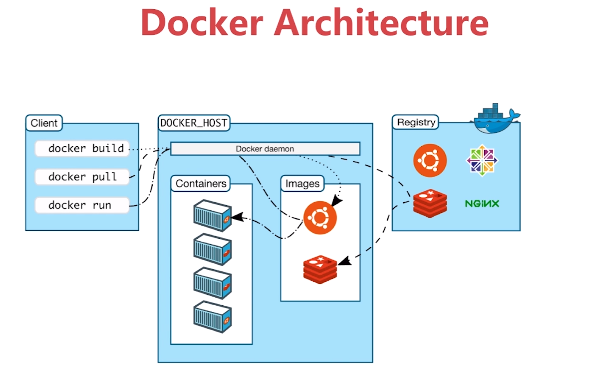 Docker Architecture
Client
docker build
docker pull
docker run
DOCKER_HOST
Docker daemon
Containers
Images
Registry
NGINX